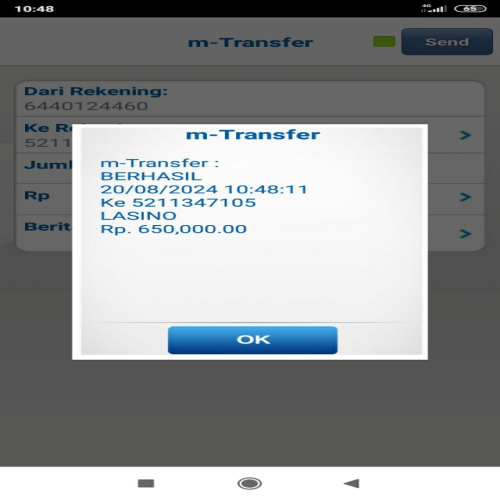 10:48
4G
65
m-Transfer
Send
Dari Rekening:
6440124460
Ke Re
5211
m-Transfer
m-Transfer :
BERHASIL
20/08/2024 10:48:11
Ke 5211347105
LASINO
Rp. 650,000.00
Juml
Rp
Berit
OK